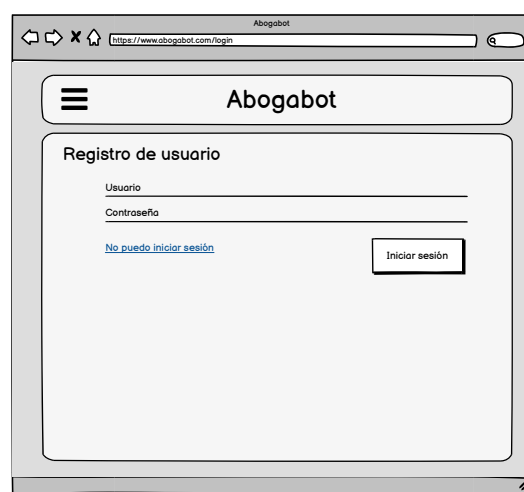 Abogabot
https://www.abogabot.com/login
Abogabot
Registro de usuario
Usuario
Contraseña
No puedo iniciar sesión
Iniciar sesión